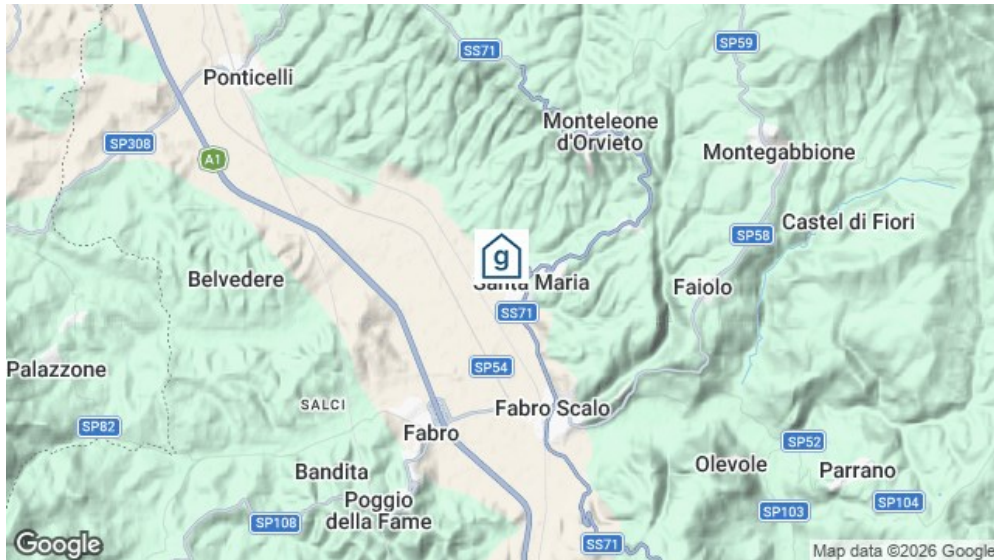 SS71
SP59
Ponticelli
Monteleone
d'Orvieto
SP308
A1
Montegabbione
Castel di Fiori
SP58
g
Belvedere
Santa Maria
Faiolo
SS71
Palazzone
SP54
SALCI
Fabro Scalo
SP82
Fabro
SP52
Bandita
Olevole
Parrano
Poggio
della Fame
SP104
SP108
SP103
SS71
Google
Map data ©2026 Google